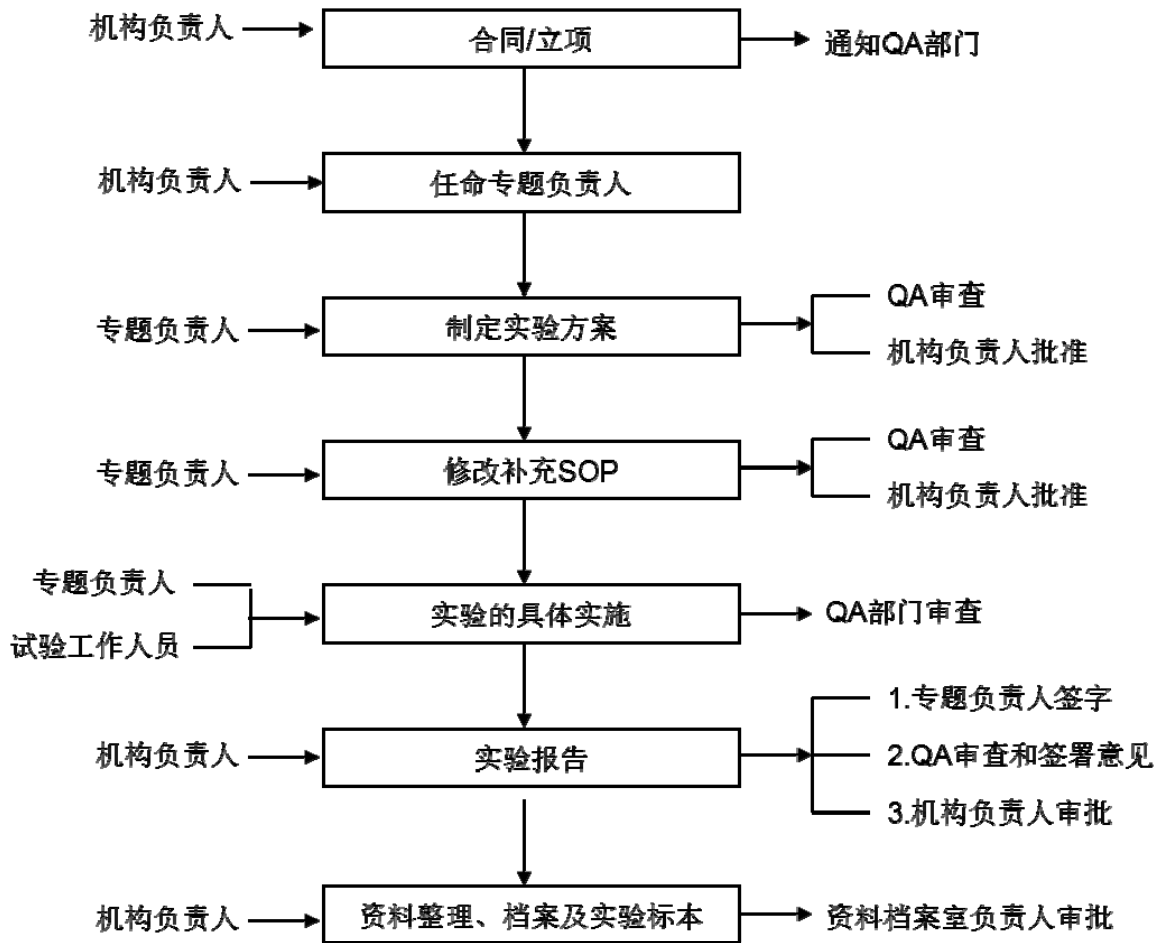 机构负责人
合同/立项
通知QA部门
机构负责人
任命专题负责人
专题负责人
制定实验方案
QA审查
机构负责人批准
专题负责人
修改补充SOP
QA审查
机构负责人批准
专题负责人
试验工作人员
实验的具体实施
QA部门审查
机构负责人
实验报告
1.专题负责人签字
2.QA审查和签署意见
3.机构负责人审批
机构负责人
资料整理、档案及实验标本
资料档案室负责人审批